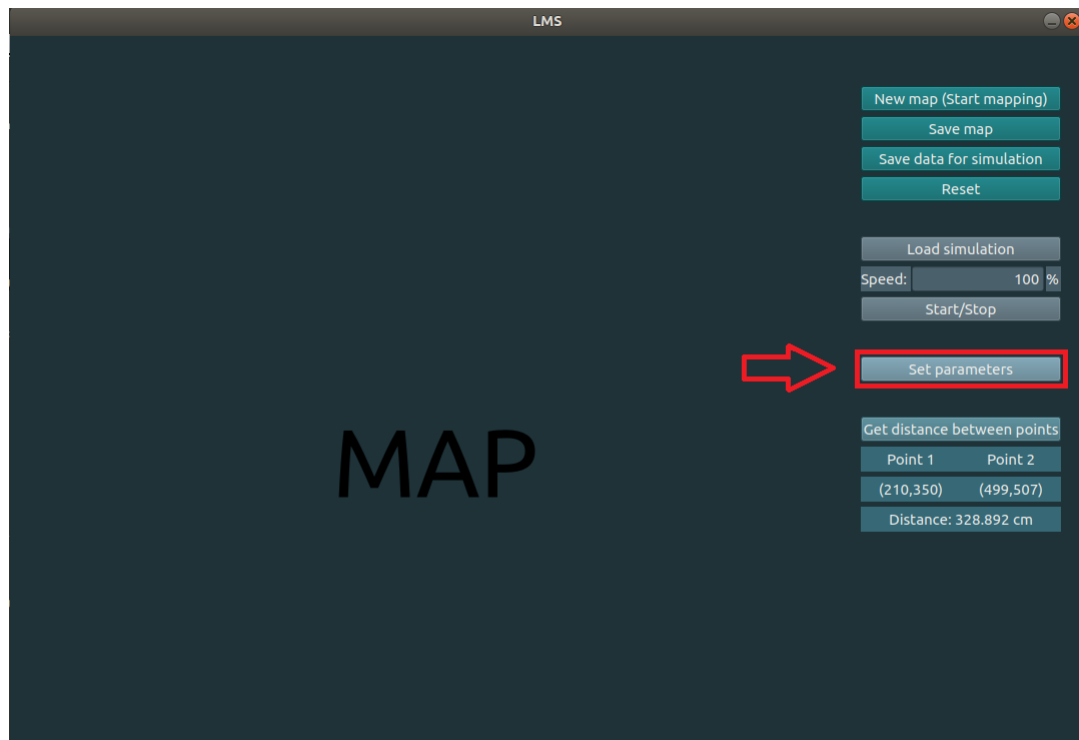 LMS
New map (Start mapping)
Save map
Save data for simulation
Reset
Load simulation
Speed: 100 %
Start/Stop
Set parameters
MAP
Get distance between points
Point 1 Point 2
(210,350) (499,507)
Distance: 328.892 cm